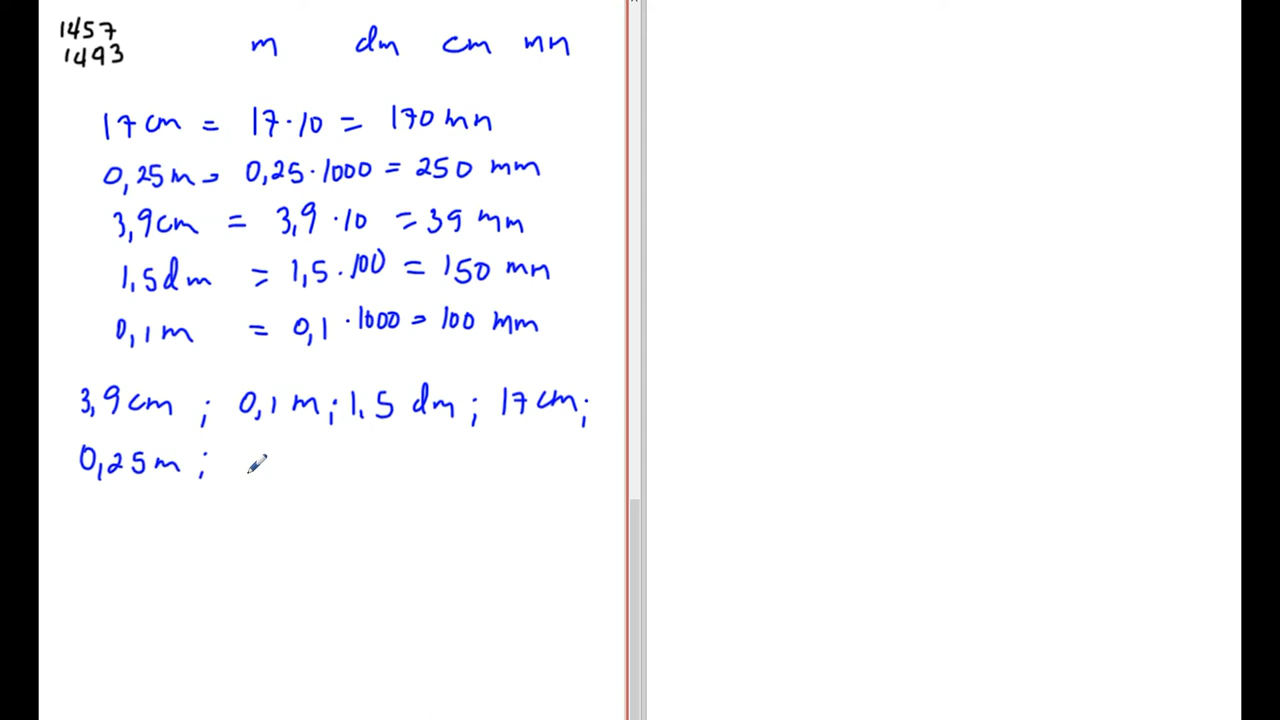 1457
1493
m dm cm mm
17 cm = 17·10 = 170 mm
0,25 m = 0,25·1000 = 250 mm
3,9 cm = 3,9·10 = 39 mm
1,5 dm = 1,5·100 = 150 mm
0,1 m = 0,1·1000 = 100 mm
3,9 cm ; 0,1 m ; 1,5 dm ; 17 cm ;
0,25 m ;